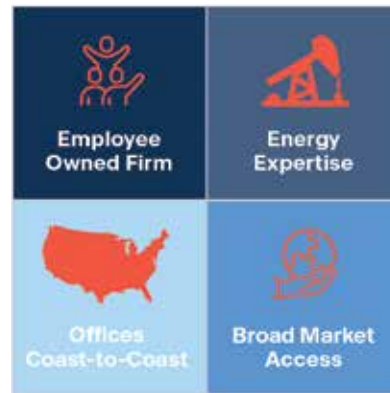 Employee
Owned Firm
Energy
Expertise
Offices
Coast-to-Coast
Broad Market
Access